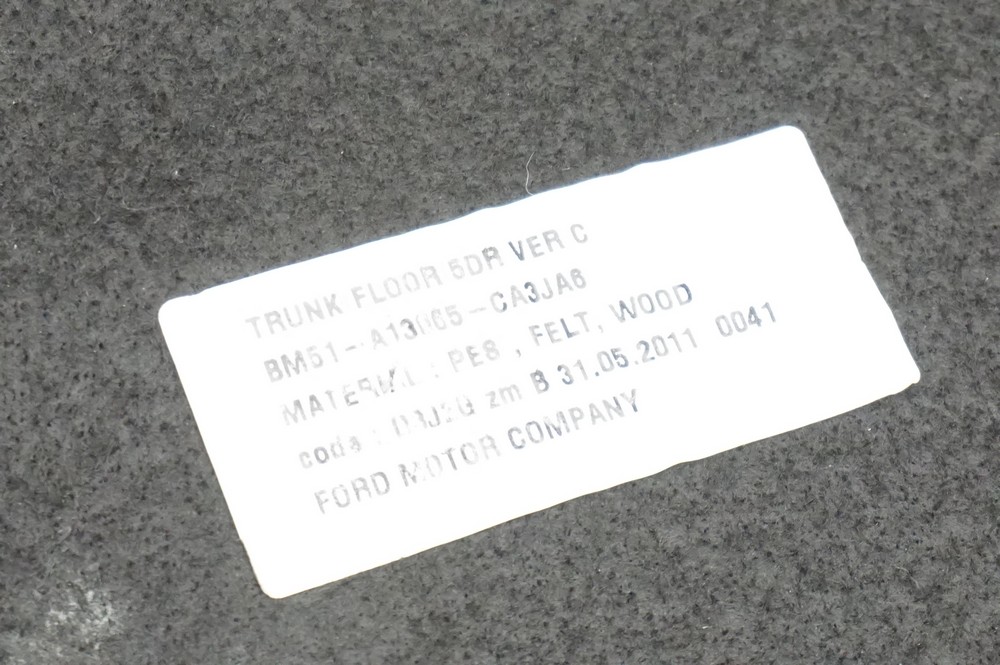 TRUNK FLOOR 5DR VER C
BM51-A13065-CA3JA6
MATERIAL : PES , FELT, WOOD
code : zm B 31.05.2011 0041
FORD MOTOR COMPANY